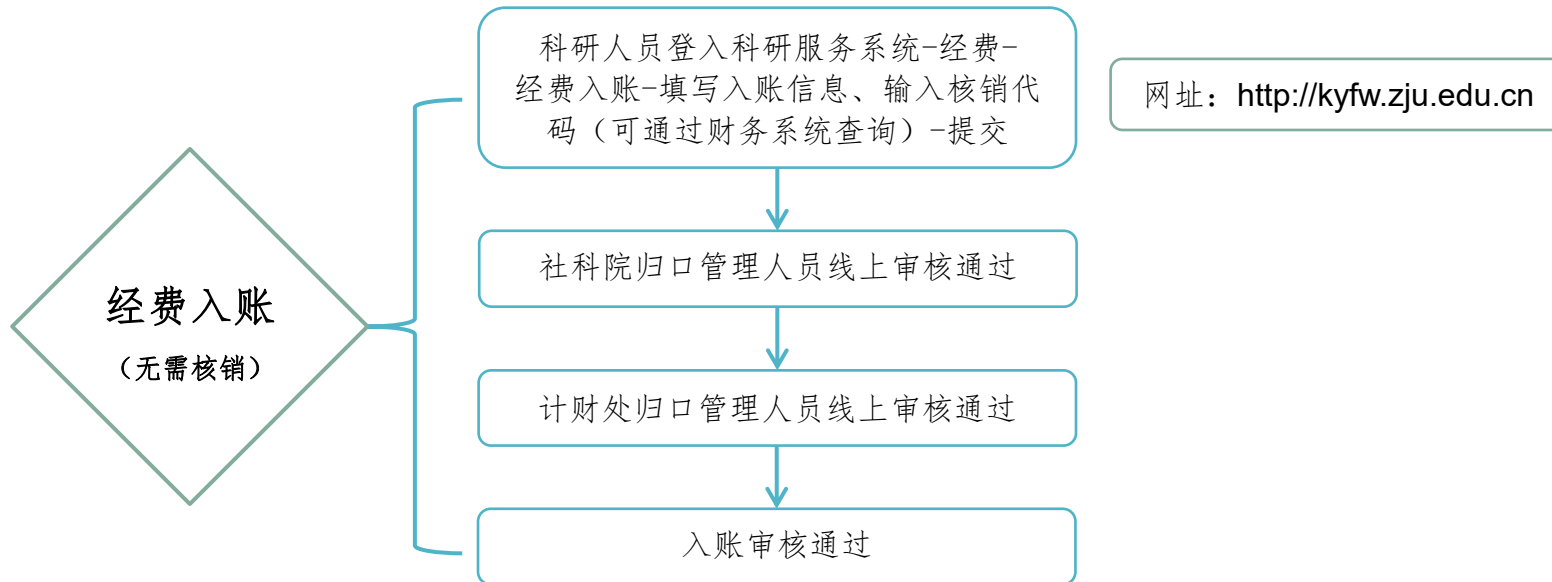 科研人员登入科研服务系统-经费-
经费入账-填写入账信息、输入核销代
码（可通过财务系统查询）-提交
网址：http://kyfw.zju.edu.cn
社科院归口管理人员线上审核通过
经费入账
（无需核销）
计财处归口管理人员线上审核通过
入账审核通过